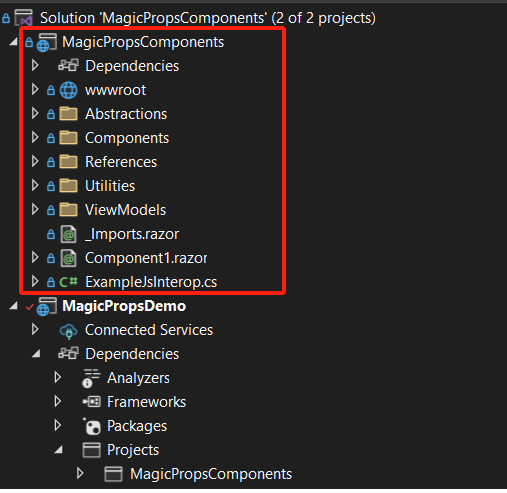 Solution 'MagicPropsComponents' (2 of 2 projects)
MagicPropsComponents
Dependencies
wwwroot
Abstractions
Components
References
Utilities
ViewModels
_Imports.razor
Component1.razor
C# ExampleJsInterop.cs
MagicPropsDemo
Connected Services
Dependencies
Analyzers
Frameworks
Packages
Projects
MagicPropsComponents